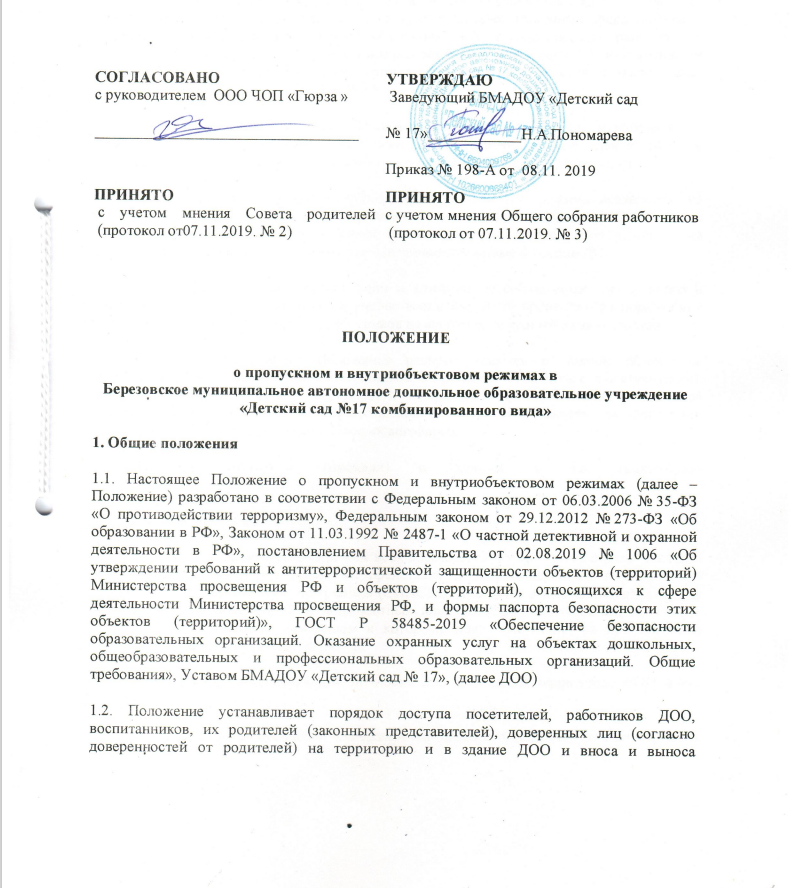 СОГЛАСОВАНО
с руководителем ООО ЧОП «Гюрза »
УТВЕРЖДАЮ
Заведующий БМАДОУ «Детский сад
№ 17»____________Н.А.Пономарева
Приказ № 198-А от 08.11. 2019
ПРИНЯТО
с учетом мнения Совета родителей
(протокол от07.11.2019. № 2)
ПРИНЯТО
с учетом мнения Общего собрания работников
(протокол от 07.11.2019. № 3)
ПОЛОЖЕНИЕ
о пропускном и внутриобъектовом режимах в
Березовское муниципальное автономное дошкольное образовательное учреждение
«Детский сад №17 комбинированного вида»
1. Общие положения
1.1. Настоящее Положение о пропускном и внутриобъектовом режимах (далее –
Положение) разработано в соответствии с Федеральным законом от 06.03.2006 № 35-ФЗ
«О противодействии терроризму», Федеральным законом от 29.12.2012 № 273-ФЗ «Об
образовании в РФ», Законом от 11.03.1992 № 2487-1 «О частной детективной и охранной
деятельности в РФ», постановлением Правительства от 02.08.2019 № 1006 «Об
утверждении требований к антитеррористической защищенности объектов (территорий)
Министерства просвещения РФ и объектов (территорий), относящихся к сфере
деятельности Министерства просвещения РФ, и формы паспорта безопасности этих
объектов (территорий)», ГОСТ Р 58485-2019 «Обеспечение безопасности
образовательных организаций. Оказание охранных услуг на объектах дошкольных,
общеобразовательных и профессиональных образовательных организаций. Общие
требования», Уставом БМАДОУ «Детский сад № 17», (далее ДОО)
1.2. Положение устанавливает порядок доступа посетителей, работников ДОО,
воспитанников, их родителей (законных представителей), доверенных лиц (согласно
доверенностей от родителей) на территорию и в здание ДОО и вноса и выноса